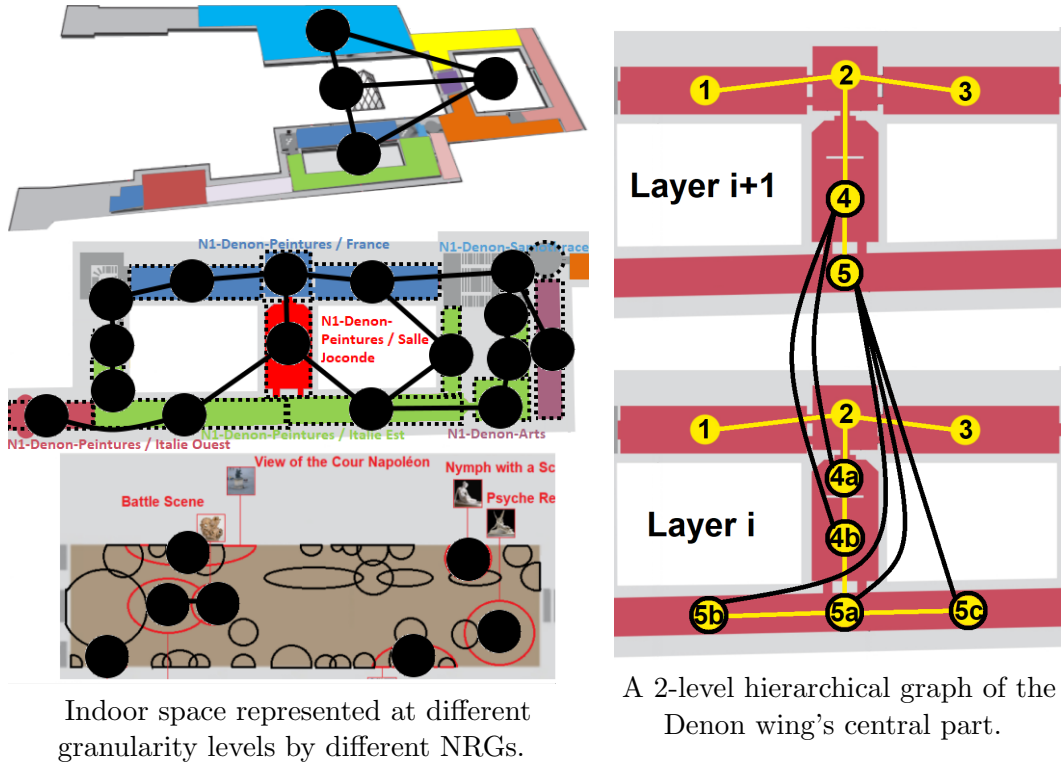 N1-Denon-Peintures / France
N1-Denon-
Peintures / Salle
Joconde
N1-Denon-Peintures / Italie Ouest
N1-Denon-Peintures / Italie Est
N1-Denon-Arts
View of the Cour Napoléon
Nymph with a Sc
Battle Scene
Psyche Re
Indoor space represented at different
granularity levels by different NRGs.
1
2
3
Layer i+1
4
5
1
2
3
4a
Layer i
4b
5b
5a
5c
A 2-level hierarchical graph of the
Denon wing's central part.